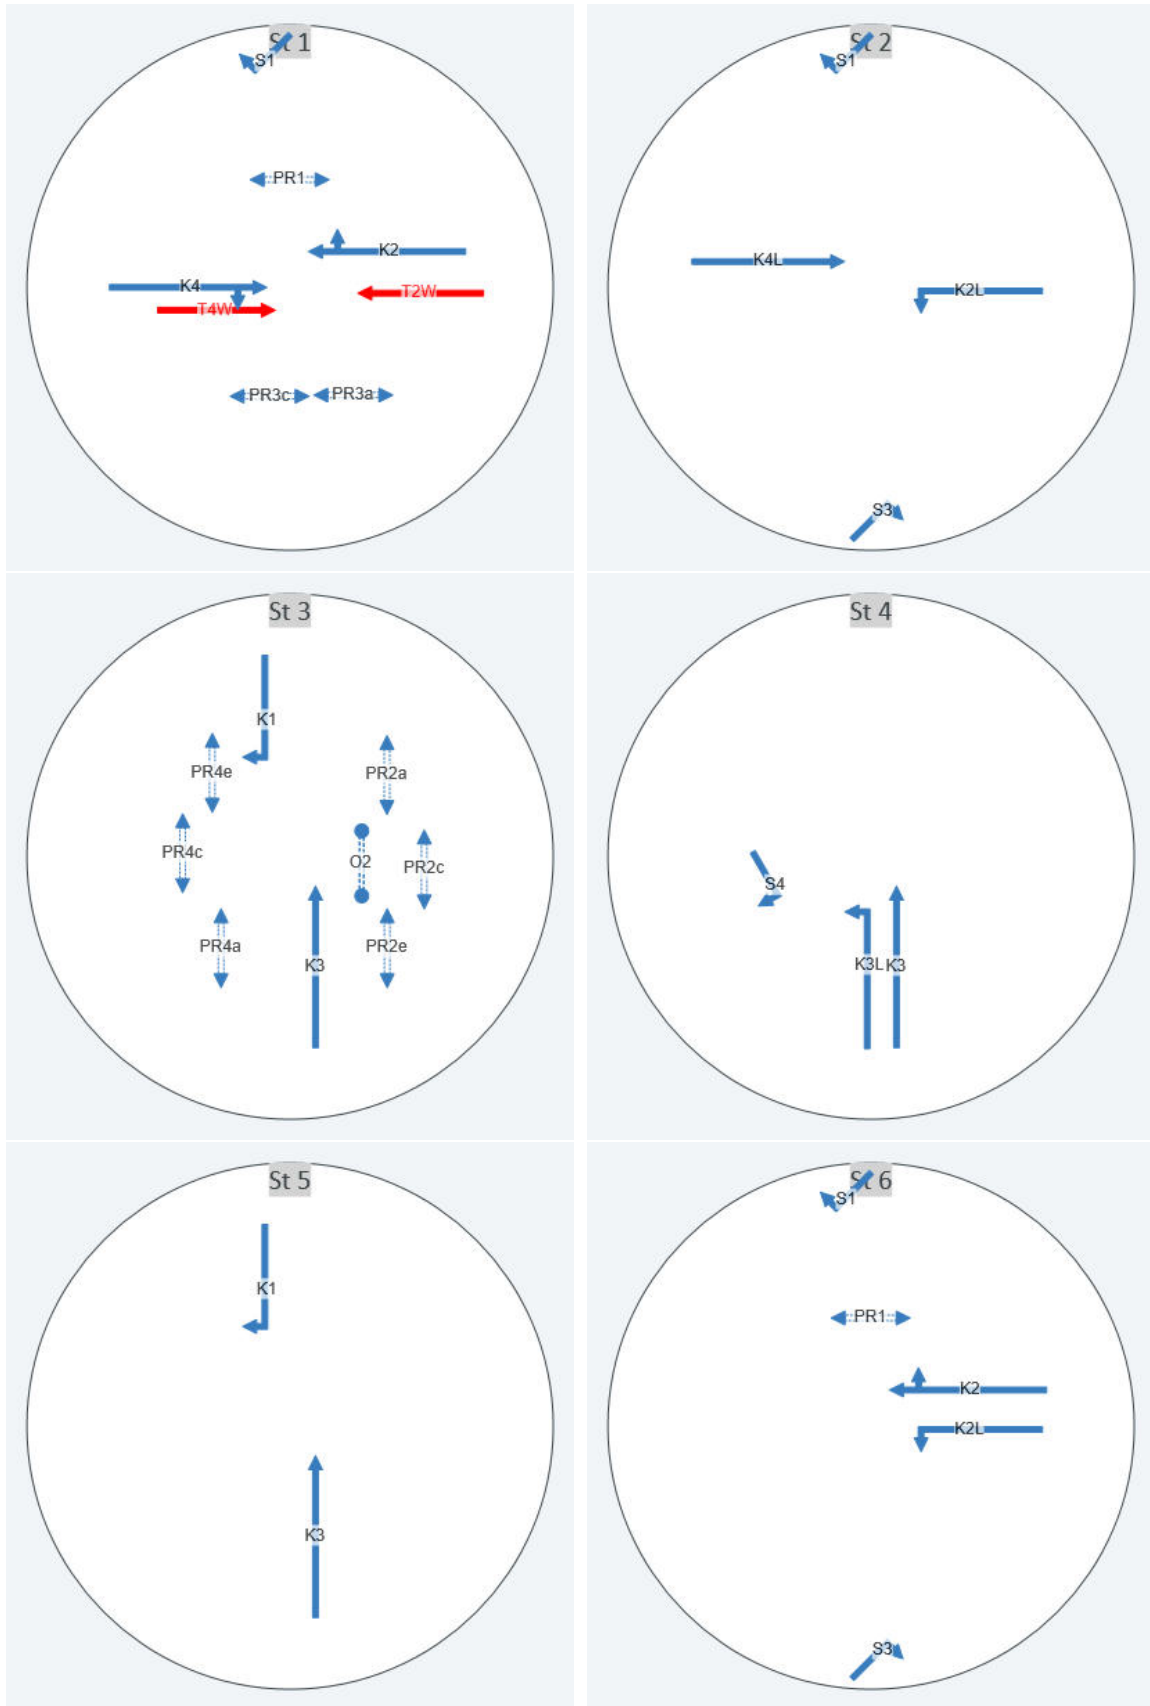 St 1
S1
PR1
K2
K4
T2W
T4W
PR3c PR3a
St 2
S1
K4L
K2L
S3
St 3
K1
PR4e
PR2a
PR4c
O2
PR2c
PR4a
PR2e
K3
St 4
S4
K3L K3
St 5
K1
K3
St 6
S1
PR1
K2
K2L
S3